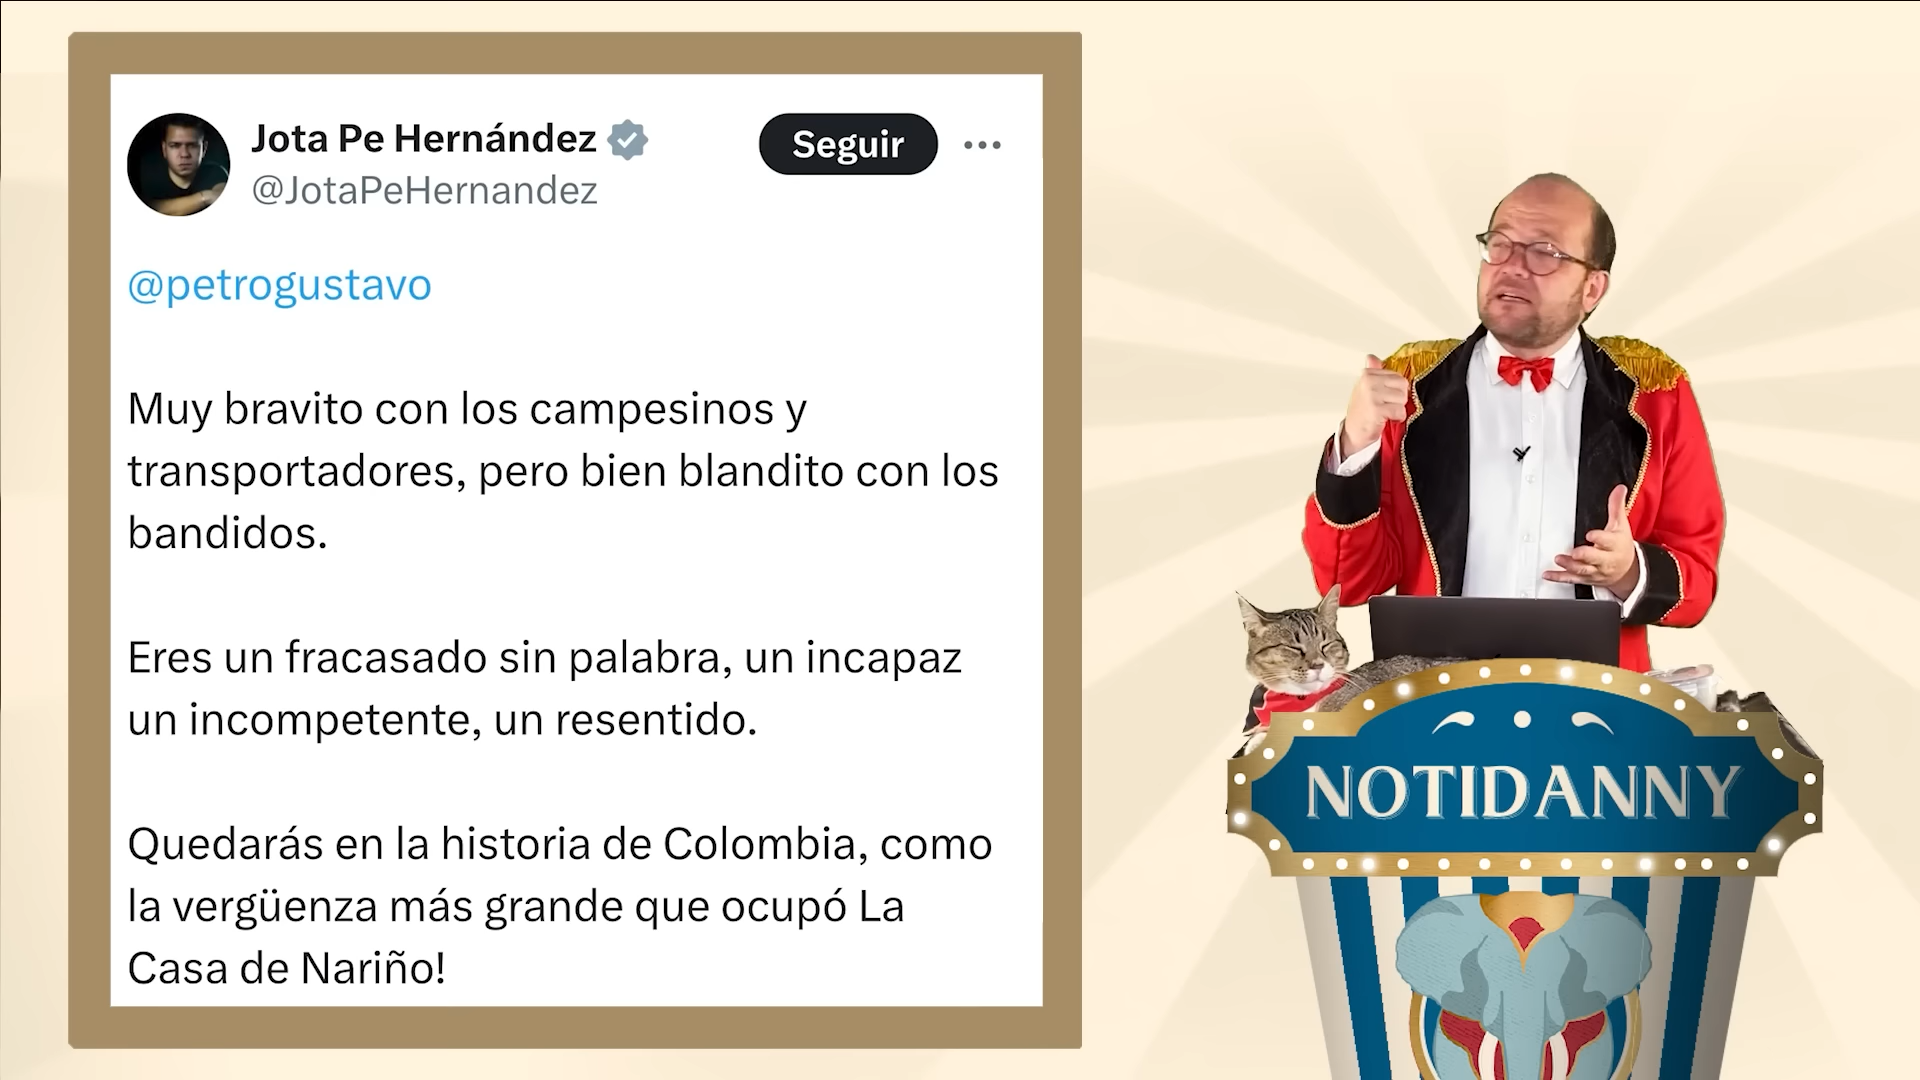 Jota Pe Hernández
@JotaPeHernandez
Seguir
@petrogustavo
Muy bravito con los campesinos y
transportadores, pero bien blandito con los
bandidos.
Eres un fracasado sin palabra, un incapaz
un incompetente, un resentido.
Quedarás en la historia de Colombia, como
la vergüenza más grande que ocupó La
Casa de Nariño!
NOTIDANNY